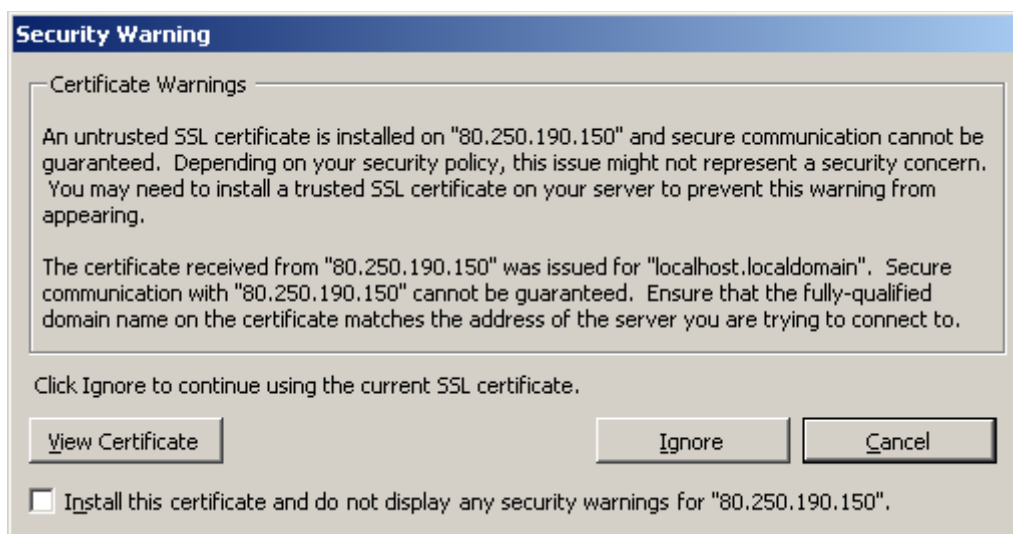 Security Warning
Certificate Warnings
An untrusted SSL certificate is installed on "80.250.190.150" and secure communication cannot be
guaranteed.  Depending on your security policy, this issue might not represent a security concern.
You may need to install a trusted SSL certificate on your server to prevent this warning from
appearing.
The certificate received from "80.250.190.150" was issued for "localhost.localdomain".  Secure
communication with "80.250.190.150" cannot be guaranteed.  Ensure that the fully-qualified
domain name on the certificate matches the address of the server you are trying to connect to.
Click Ignore to continue using the current SSL certificate.
View Certificate
Ignore
Cancel
Install this certificate and do not display any security warnings for "80.250.190.150".